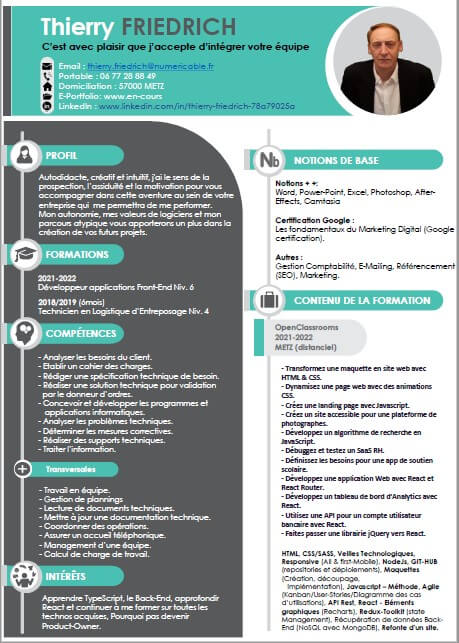 Thierry FRIEDRICH
C'est avec plaisir que j'accepte d'intégrer votre équipe
Email : thierry.friedrich@numericable.fr
Portable : 06 77 28 88 49
Domiciliation : 57000 METZ
E-Portfolio: www.en-cours
LinkedIn : www.linkedin.com/in/thierry-friedrich-78a79025a
PROFIL
Autodidacte, créatif et intuitif, j'ai le sens de la
prospection, l'assiduité et la motivation pour vous
accompagner dans cette aventure au sein de votre
entreprise qui me permettra de me performer.
Mon autonomie, mes valeurs de logiciens et mon
parcours atypique vous apporterons un plus dans la
création de vos futurs projets.
FORMATIONS
2021-2022
Développeur applications Front-End Niv. 6
2018/2019 (6mois)
Technicien en Logistique d'Entreposage Niv. 4
COMPÉTENCES
- Analyser les besoins du client.
- Etablir un cahier des charges.
- Rédiger une spécification technique de besoin.
- Réaliser une solution technique pour validation
par le donneur d'ordres.
- Concevoir et développer les programmes et
applications informatiques.
- Analyser les problèmes techniques.
- Déterminer les mesures correctives.
- Réaliser des supports techniques.
- Traiter l'information.
Transversales
- Travail en équipe.
- Gestion de plannings
- Lecture de documents techniques.
- Mettre à jour une documentation technique.
- Coordonner des opérations.
- Assurer un accueil téléphonique.
- Management d'une équipe.
- Calcul de charge de travail.
INTÉRÊTS
Apprendre TypeScript, le Back-End, approfondir
React et continuer à me former sur toutes les
technos acquises, Pourquoi pas devenir
Product-Owner.
Nb
NOTIONS DE BASE
Notions + +:
Word, Power-Point, Excel, Photoshop, After-
Effects, Camtasia
Certification Google :
Les fondamentaux du Marketing Digital (Google
certification).
Autres :
Gestion Comptabilité, E-Mailing, Référencement
(SEO), Marketing.
CONTENU DE LA FORMATION
OpenClassrooms
2021-2022
METZ (distanciel)
- Transformez une maquette en site web avec
HTML & CSS.
- Dynamisez une page web avec des animations
CSS.
- Créez une landing page avec Javascript.
- Créez un site accessible pour une plateforme de
photographes.
- Développez un algorithme de recherche en
JavaScript.
- Débuggez et testez un SaaS RH.
- Définissez les besoins pour une app de soutien
scolaire.
- Développez une application Web avec React et
React Router.
- Développez un tableau de bord d'Analytics avec
React.
- Utilisez une API pour un compte utilisateur
bancaire avec React.
- Faites passer une librairie jQuery vers React.
HTML, CSS/SASS, Veilles Technologiques,
Responsive (All & first-Mobile), NodeJs, GIT-HUB
(repositories et déploiements), Maquettes
(Création, découpage,
Implémentation), Javascript – Méthode, Agile
(Kanban/User-Stories/Diagramme des cas
d'utilisations), API Rest, React - Éléments
graphiques (Recharts), Redux-Toolkit (state
Management), Récupération de données Back-
End (NoSQL avec MongoDB), Refonte d'un site.